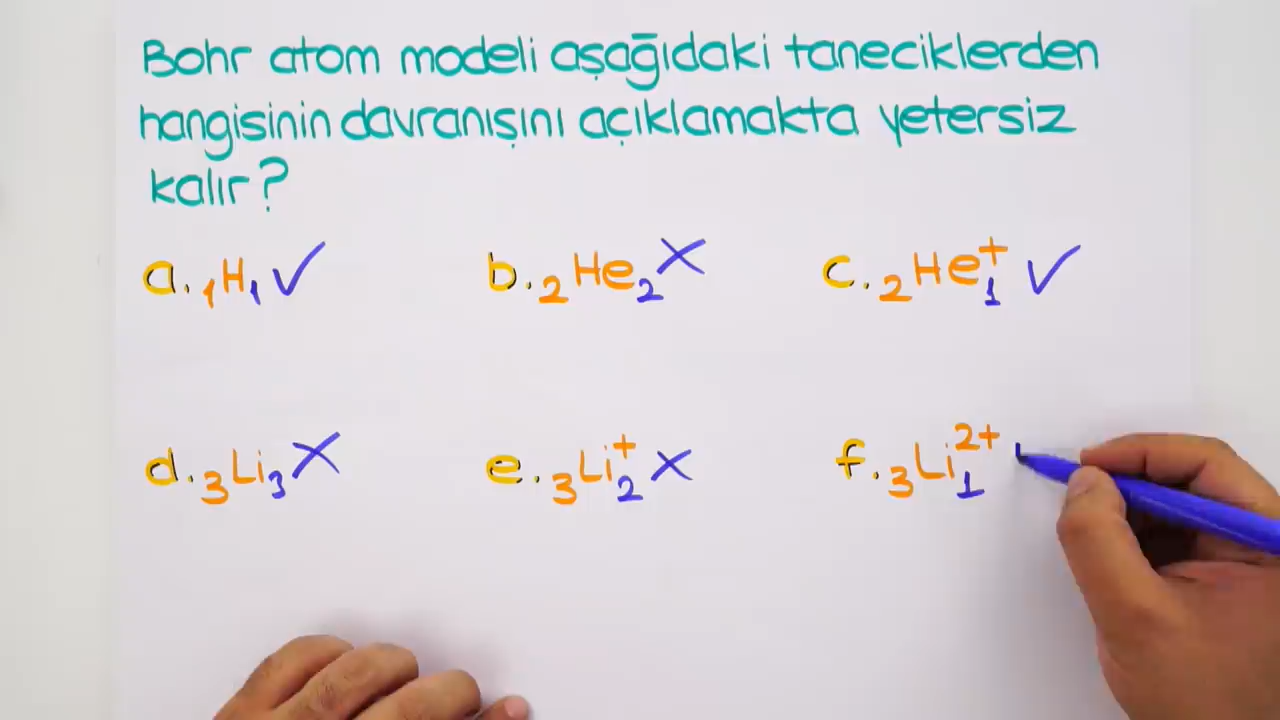 Bohr atom modeli aşağıdaki taneciklerden
hangisinin davranışını açıklamakta yetersiz
kalır?
a. ₁H₁ ✓ b. ₂He₂ X c. ₂He₁⁺ ✓
d. ₃Li₃ X e. ₃Li₂⁺ X f. ₃Li₁²⁺